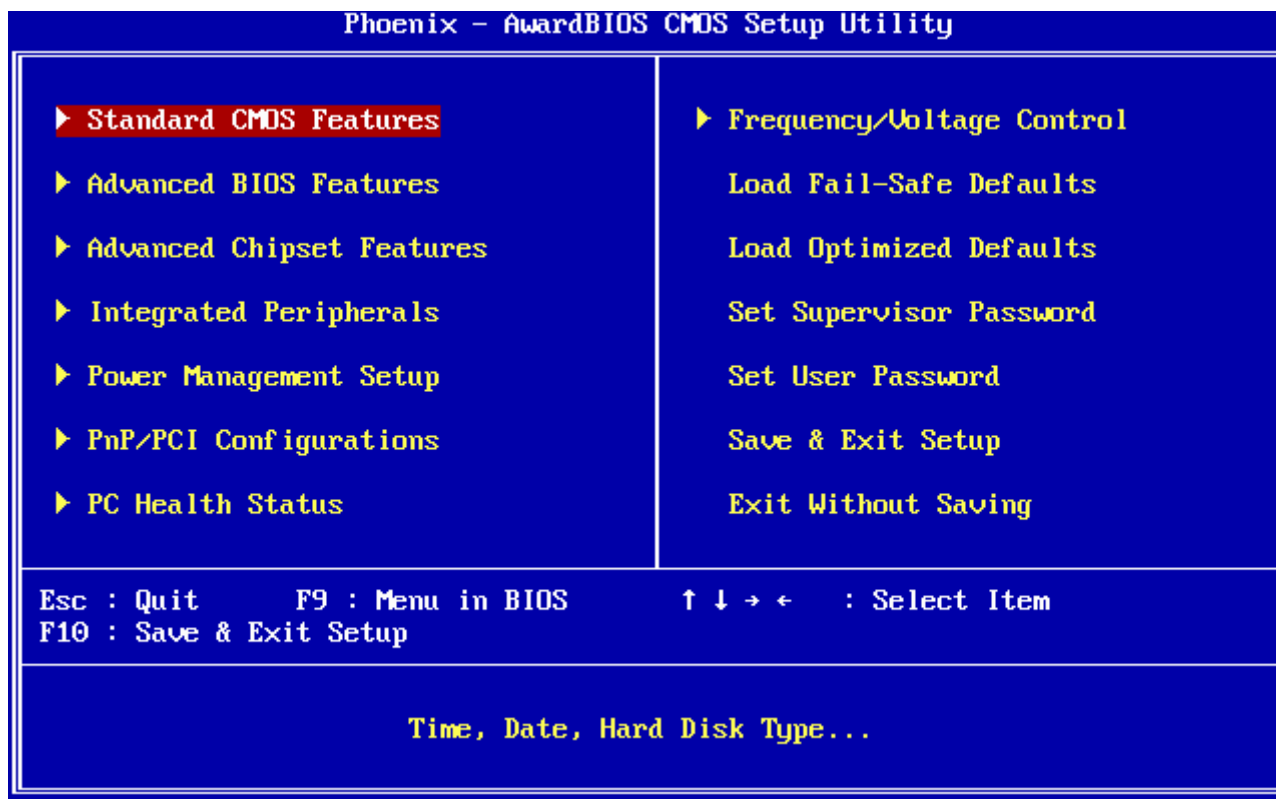 Phoenix - AwardBIOS CMOS Setup Utility
▶ Standard CMOS Features
▶ Advanced BIOS Features
▶ Advanced Chipset Features
▶ Integrated Peripherals
▶ Power Management Setup
▶ PnP/PCI Configurations
▶ PC Health Status
▶ Frequency/Voltage Control
Load Fail-Safe Defaults
Load Optimized Defaults
Set Supervisor Password
Set User Password
Save & Exit Setup
Exit Without Saving
Esc : Quit F9 : Menu in BIOS ↑ ↓ → ← : Select Item
F10 : Save & Exit Setup
Time, Date, Hard Disk Type...